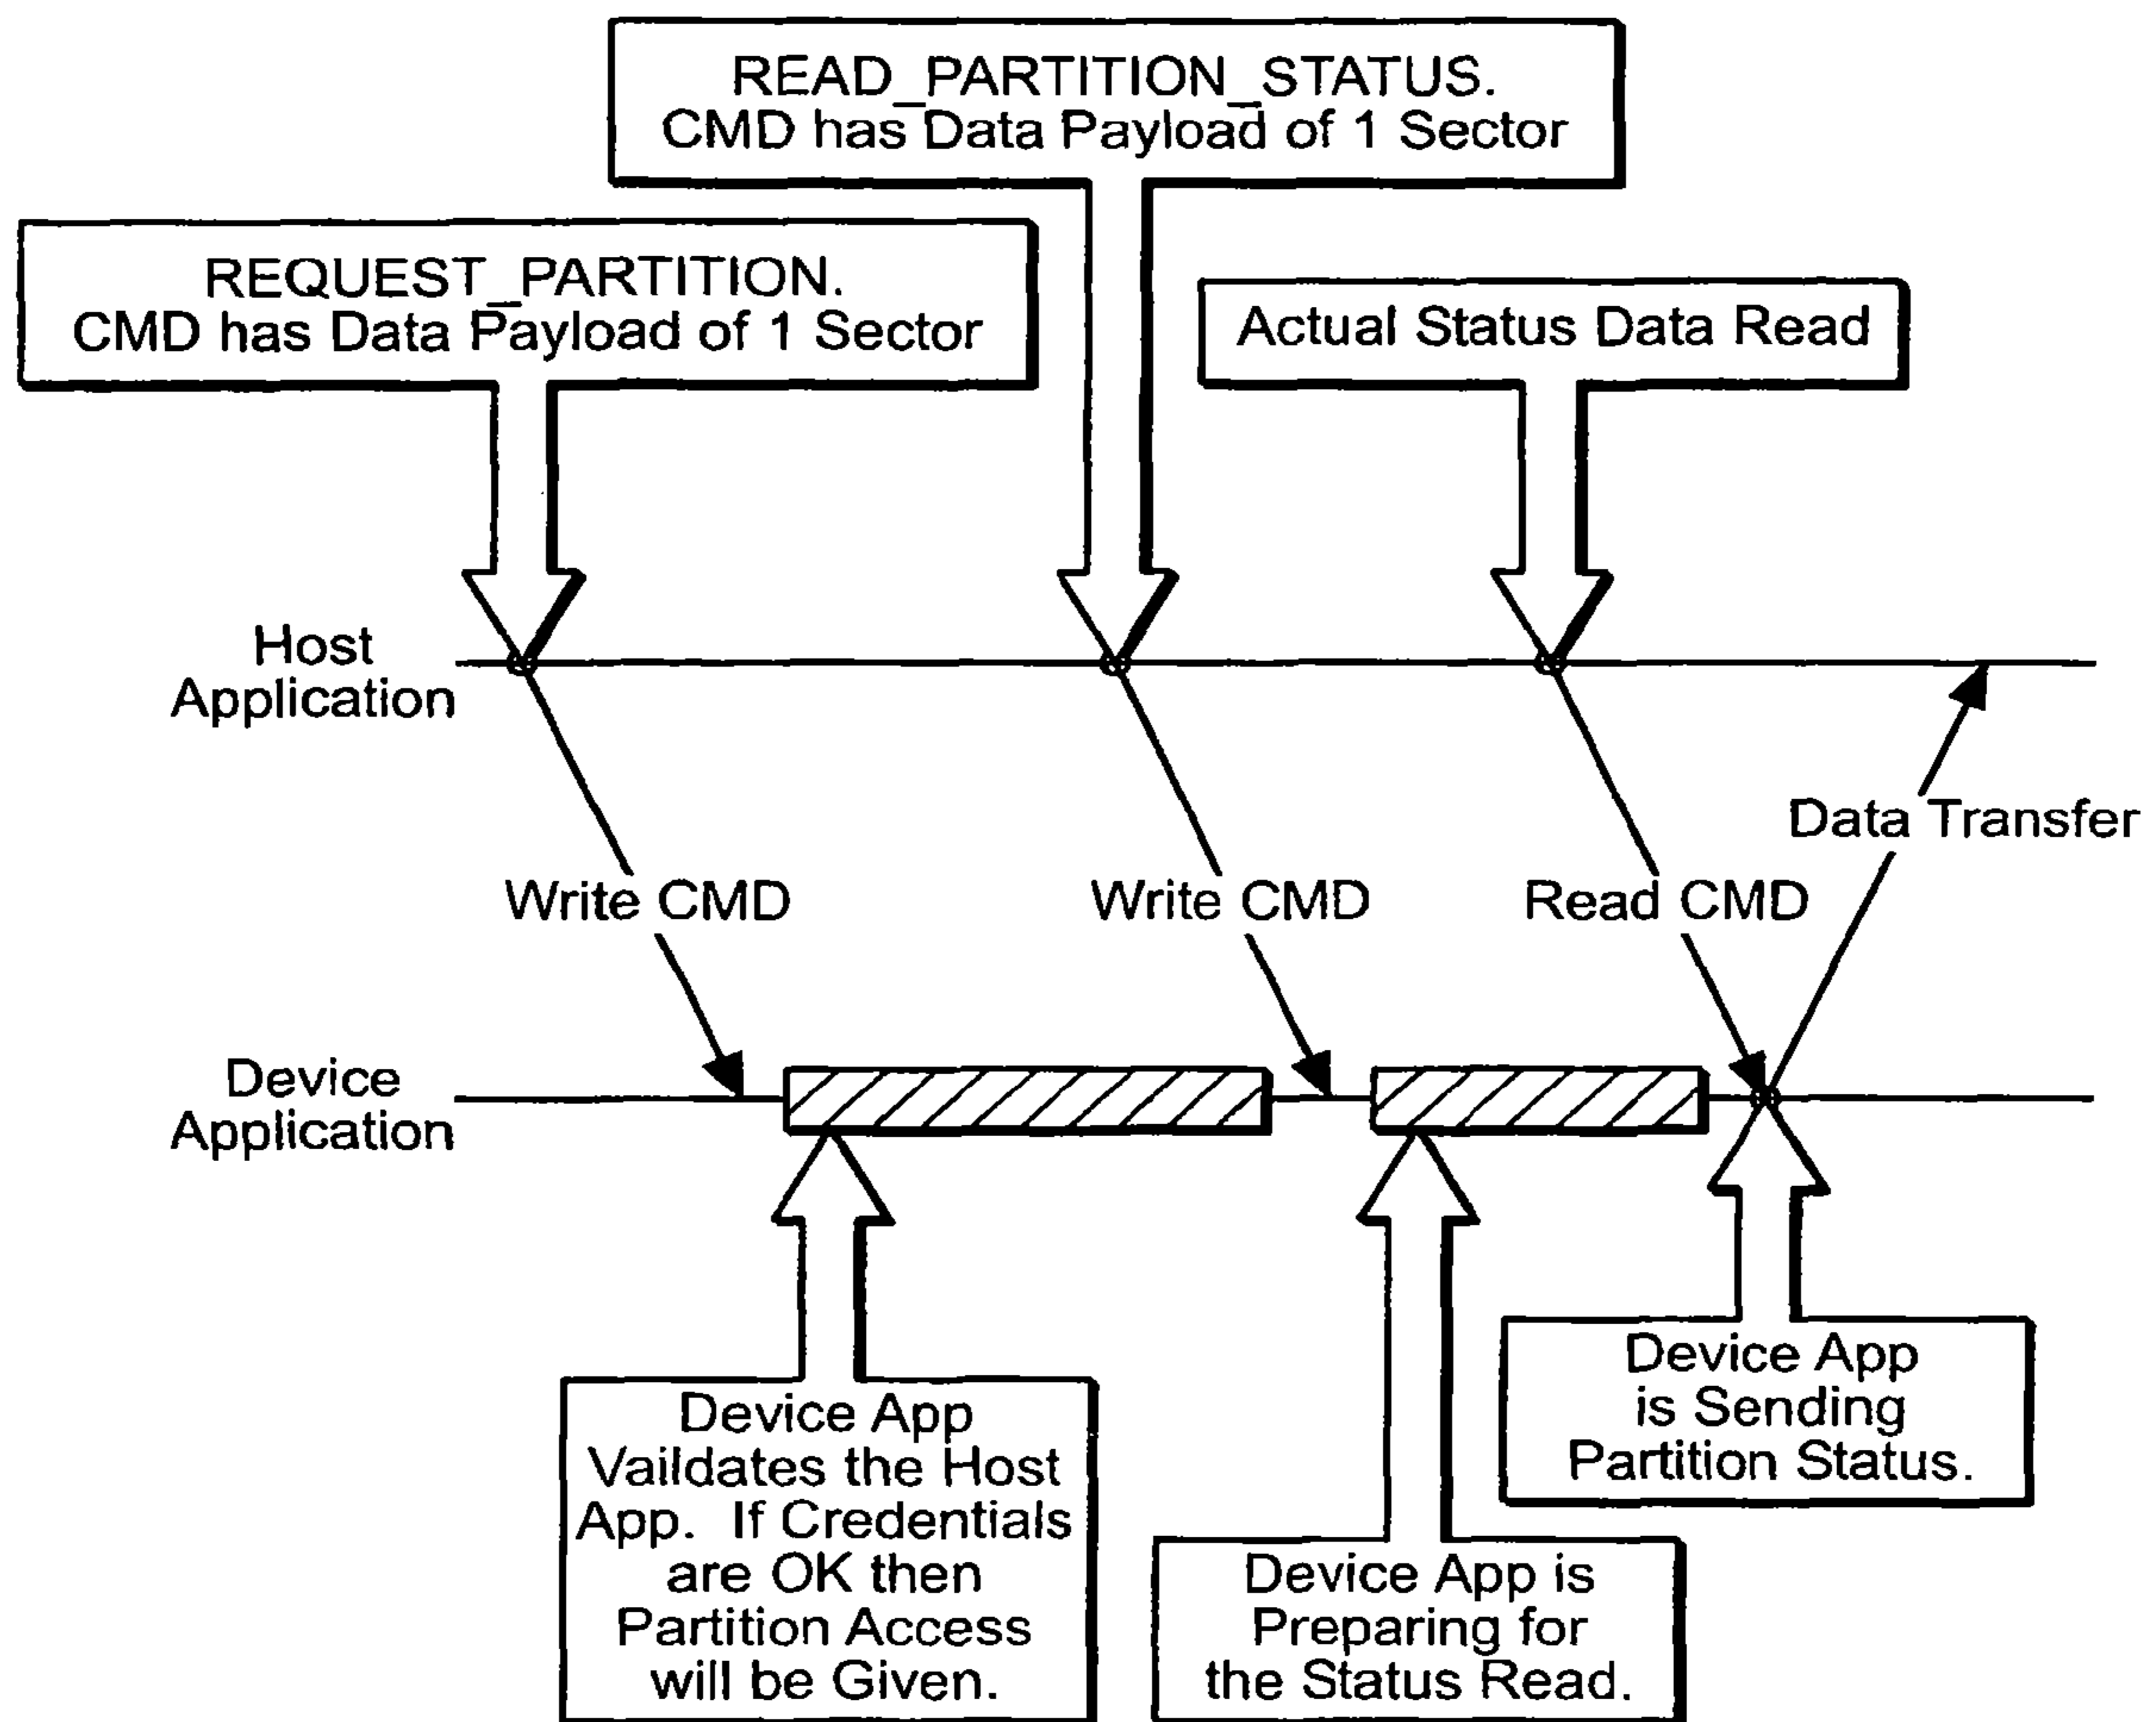 READ_PARTITION_STATUS.
CMD has Data Payload of 1 Sector
REQUEST_PARTITION.
CMD has Data Payload of 1 Sector
Actual Status Data Read
Host
Application
Data Transfer
Write CMD
Write CMD
Read CMD
Device
Application
Device App
Vaildates the Host
App. If Credentials
are OK then
Partition Access
will be Given.
Device App is
Preparing for
the Status Read.
Device App
is Sending
Partition Status.